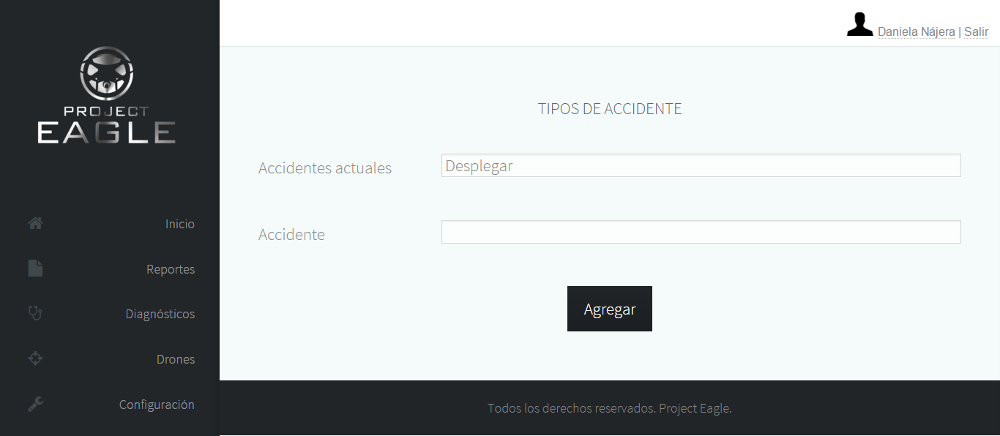 Daniela Nájera | Salir
PROJECT
EAGLE
Inicio
Reportes
Diagnósticos
Drones
Configuración
TIPOS DE ACCIDENTE
Accidentes actuales
Desplegar
Accidente
Agregar
Todos los derechos reservados. Project Eagle.